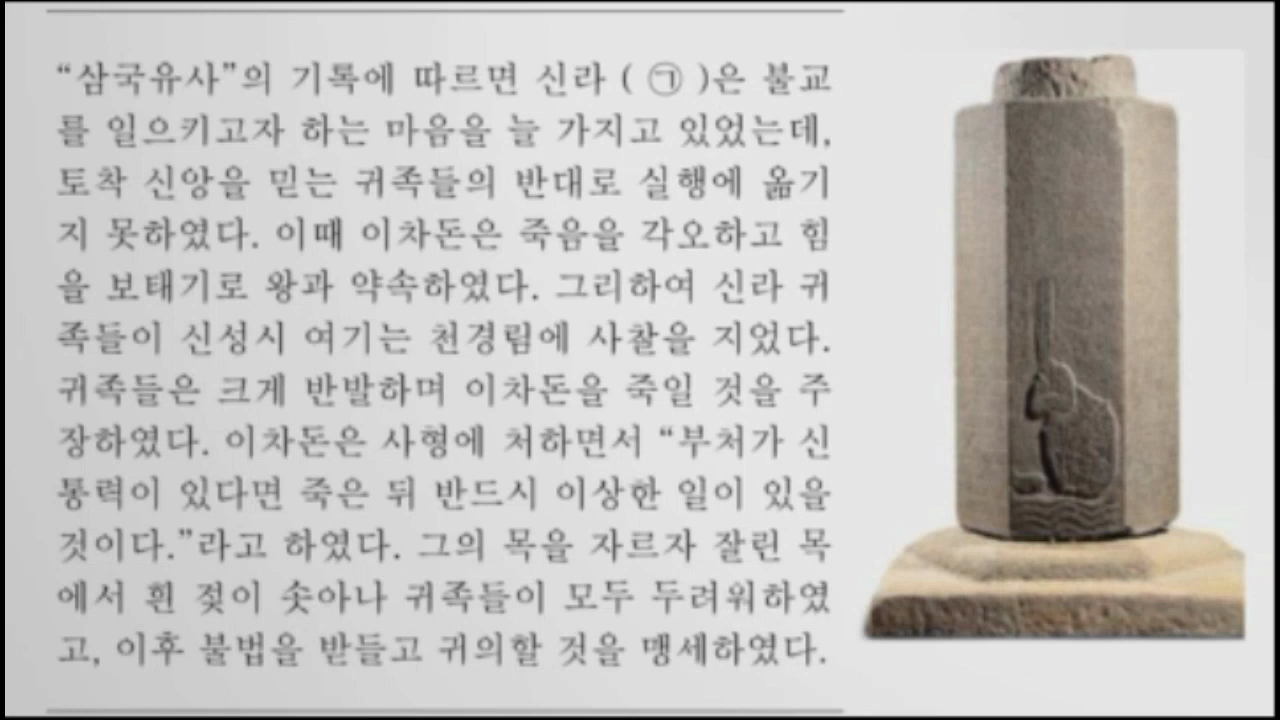 “삼국유사”의 기록에 따르면 신라 ( ㉠ )은 불교
를 일으키고자 하는 마음을 늘 가지고 있었는데,
토착 신앙을 믿는 귀족들의 반대로 실행에 옮기
지 못하였다. 이때 이차돈은 죽음을 각오하고 힘
을 보태기로 왕과 약속하였다. 그리하여 신라 귀
족들이 신성시 여기는 천경림에 사찰을 지었다.
귀족들은 크게 반발하며 이차돈을 죽일 것을 주
장하였다. 이차돈은 사형에 처하면서 “부처가 신
통력이 있다면 죽은 뒤 반드시 이상한 일이 있을
것이다.”라고 하였다. 그의 목을 자르자 잘린 목
에서 흰 젖이 솟아나 귀족들이 모두 두려워하였
고, 이후 불법을 받들고 귀의할 것을 맹세하였다.